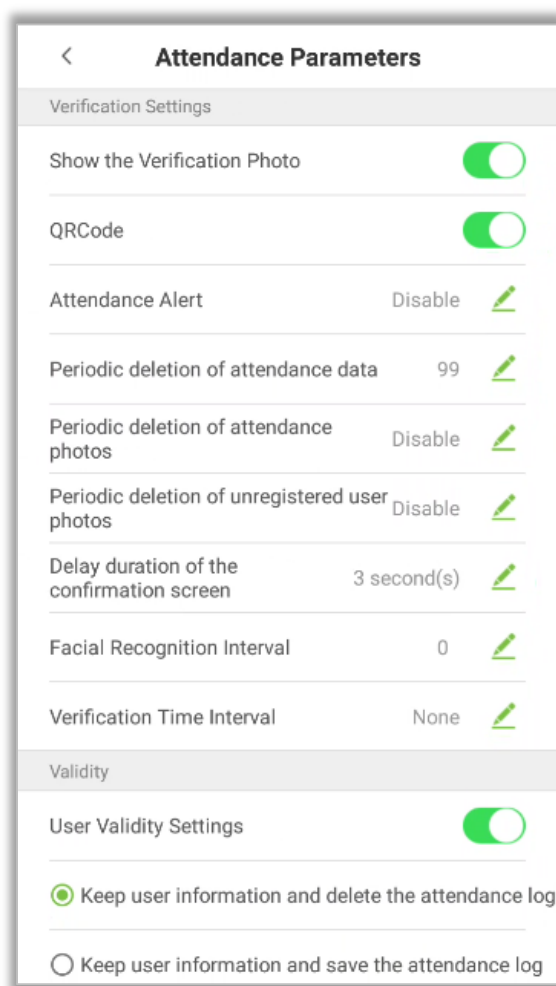 Attendance Parameters
Verification Settings
Show the Verification Photo
QRCode
Attendance Alert Disable
Periodic deletion of attendance data 99
Periodic deletion of attendance
photos Disable
Periodic deletion of unregistered user
photos Disable
Delay duration of the
confirmation screen 3 second(s)
Facial Recognition Interval 0
Verification Time Interval None
Validity
User Validity Settings
Keep user information and delete the attendance log
Keep user information and save the attendance log